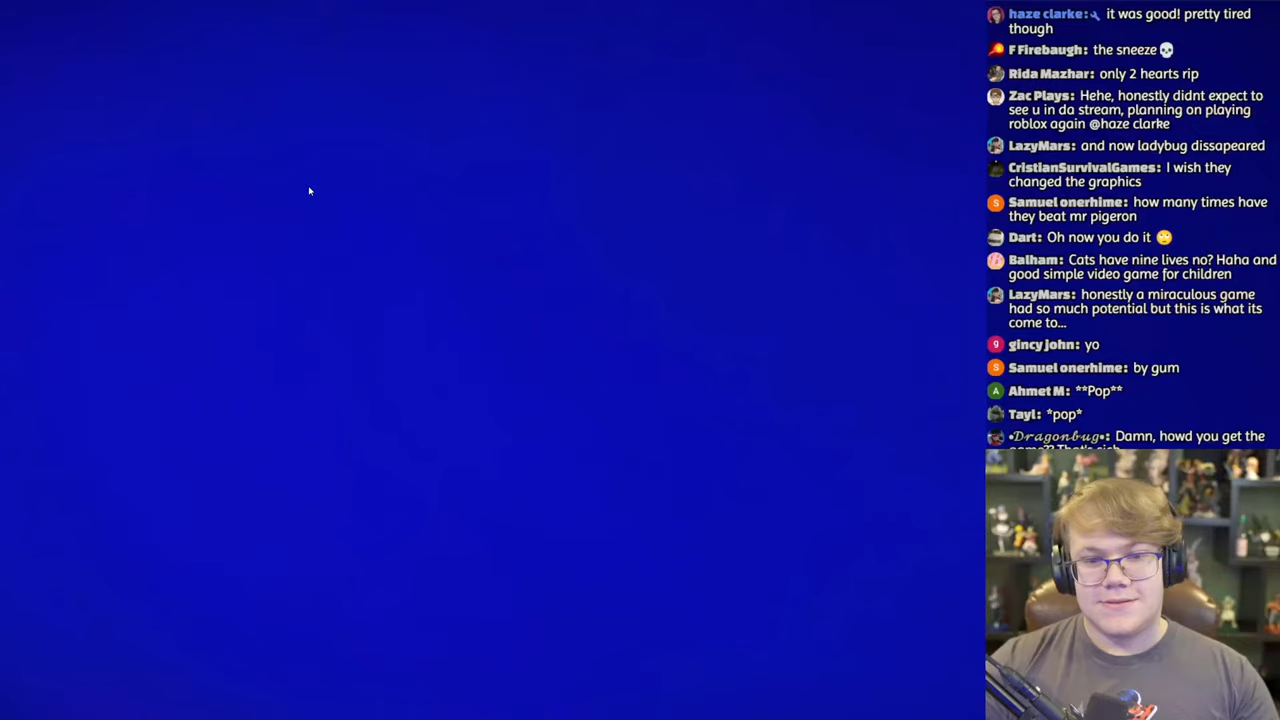 haze clarke: it was good! pretty tired
though
F Firebaugh: the sneeze💀
Rida Mazhar: only 2 hearts rip
Zac Plays: Hehe, honestly didnt expect to
see u in da stream, planning on playing
roblox again @haze clarke
LazyMars: and now ladybug dissapeared
CristianSurvivalGames: I wish they
changed the graphics
S Samuel onerhime: how many times have
they beat mr pigeron
Dart: Oh now you do it 🙄
Balham: Cats have nine lives no? Haha and
good simple video game for children
LazyMars: honestly a miraculous game
had so much potential but this is what its
come to...
g gincy john: yo
S Samuel onerhime: by gum
A Ahmet M: **Pop**
Tayl: *pop*
•𝓓𝓻𝓪𝓰𝓸𝓷𝓫𝓾𝓰•: Damn, howd you get the